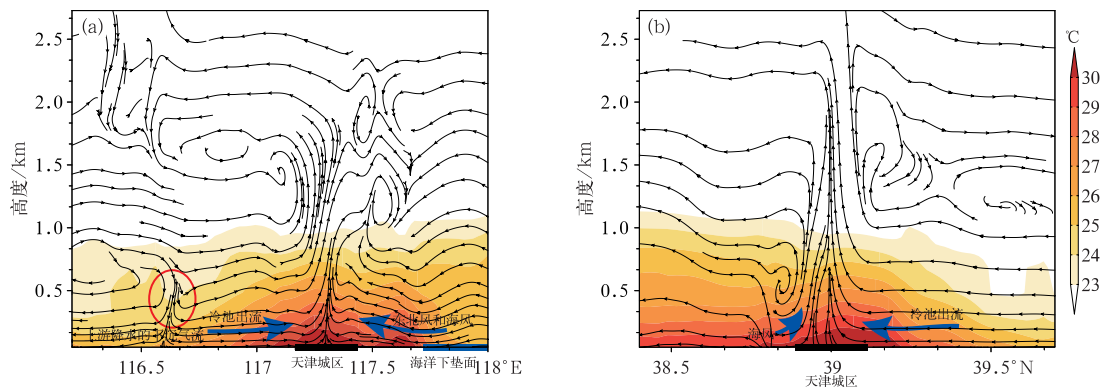 (a)
(b)
℃
高度/km
2.5
2.0
1.5
1.0
0.5
冷池出流
东北风和海风
天津城区
海洋下垫面
116.5
117
117.5
118°E
高度/km
2.5
2.0
1.5
1.0
0.5
海风
冷池出流
天津城区
38.5
39
39.5°N
30
29
28
27
26
25
24
23